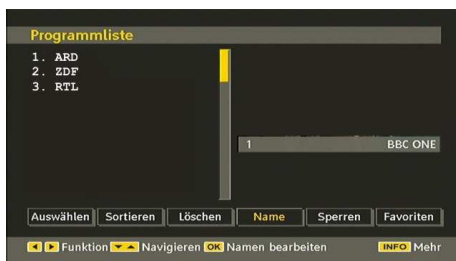 Programmliste
1. ARD
2. ZDF
3. RTL
1 BBC ONE
Auswählen Sortieren Löschen Name Sperren Favoriten
Funktion Navigieren OK Namen bearbeiten INFO Mehr